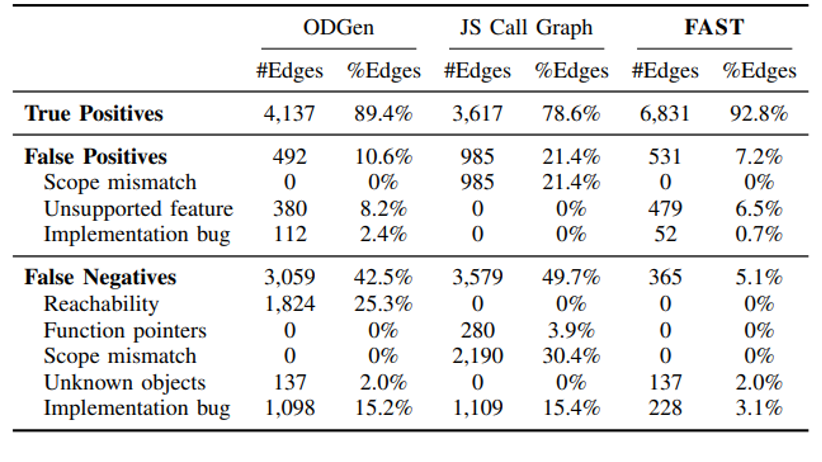 ODGen JS Call Graph FAST
#Edges %Edges #Edges %Edges #Edges %Edges
True Positives 4,137 89.4% 3,617 78.6% 6,831 92.8%
False Positives 492 10.6% 985 21.4% 531 7.2%
Scope mismatch 0 0% 985 21.4% 0 0%
Unsupported feature 380 8.2% 0 0% 479 6.5%
Implementation bug 112 2.4% 0 0% 52 0.7%
False Negatives 3,059 42.5% 3,579 49.7% 365 5.1%
Reachability 1,824 25.3% 0 0% 0 0%
Function pointers 0 0% 280 3.9% 0 0%
Scope mismatch 0 0% 2,190 30.4% 0 0%
Unknown objects 137 2.0% 0 0% 137 2.0%
Implementation bug 1,098 15.2% 1,109 15.4% 228 3.1%